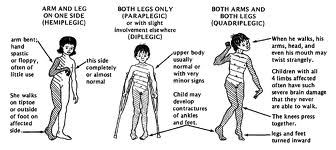 ARM AND LEG
ON ONE SIDE
(HEMIPLEGIC)
arm bent;
hand
spastic
or floppy,
often of
little use
this side
completely
or almost
normal
She walks
on tiptoe
or outside
of foot on
affected
side.
BOTH LEGS ONLY
(PARAPLEGIC)
or with slight
involvement elsewhere
(DIPLEGIC)
upper body
usually
normal or
with very
minor signs
Child may
develop
contractures
of ankles
and feet.
BOTH ARMS AND
BOTH LEGS
(QUADRIPLEGIC)
When he walks, his
arms, head, and
even his mouth may
twist strangely.
Children with all
4 limbs affected
often have such
severe brain damage
that they never
are able to walk.
The knees press
together.
legs and feet
turned inward